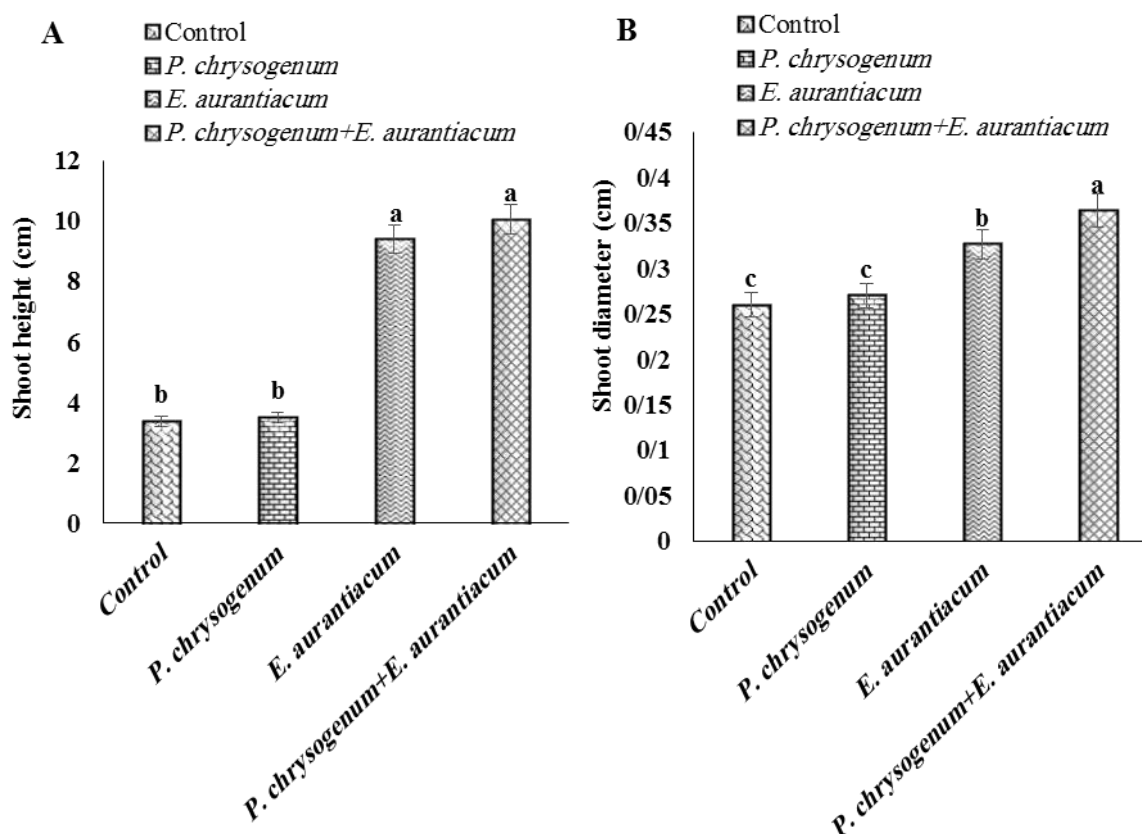 A
Control
P. chrysogenum
E. aurantiacum
P. chrysogenum+E. aurantiacum
Shoot height (cm)
12
10
8
6
4
2
0
b
b
a
a
Control
P. chrysogenum
E. aurantiacum
P. chrysogenum+E. aurantiacum
B
Control
P. chrysogenum
E. aurantiacum
P. chrysogenum+E. aurantiacum
Shoot diameter (cm)
0/45
0/4
0/35
0/3
0/25
0/2
0/15
0/1
0/05
0
c
c
b
a
Control
P. chrysogenum
E. aurantiacum
P. chrysogenum+E. aurantiacum